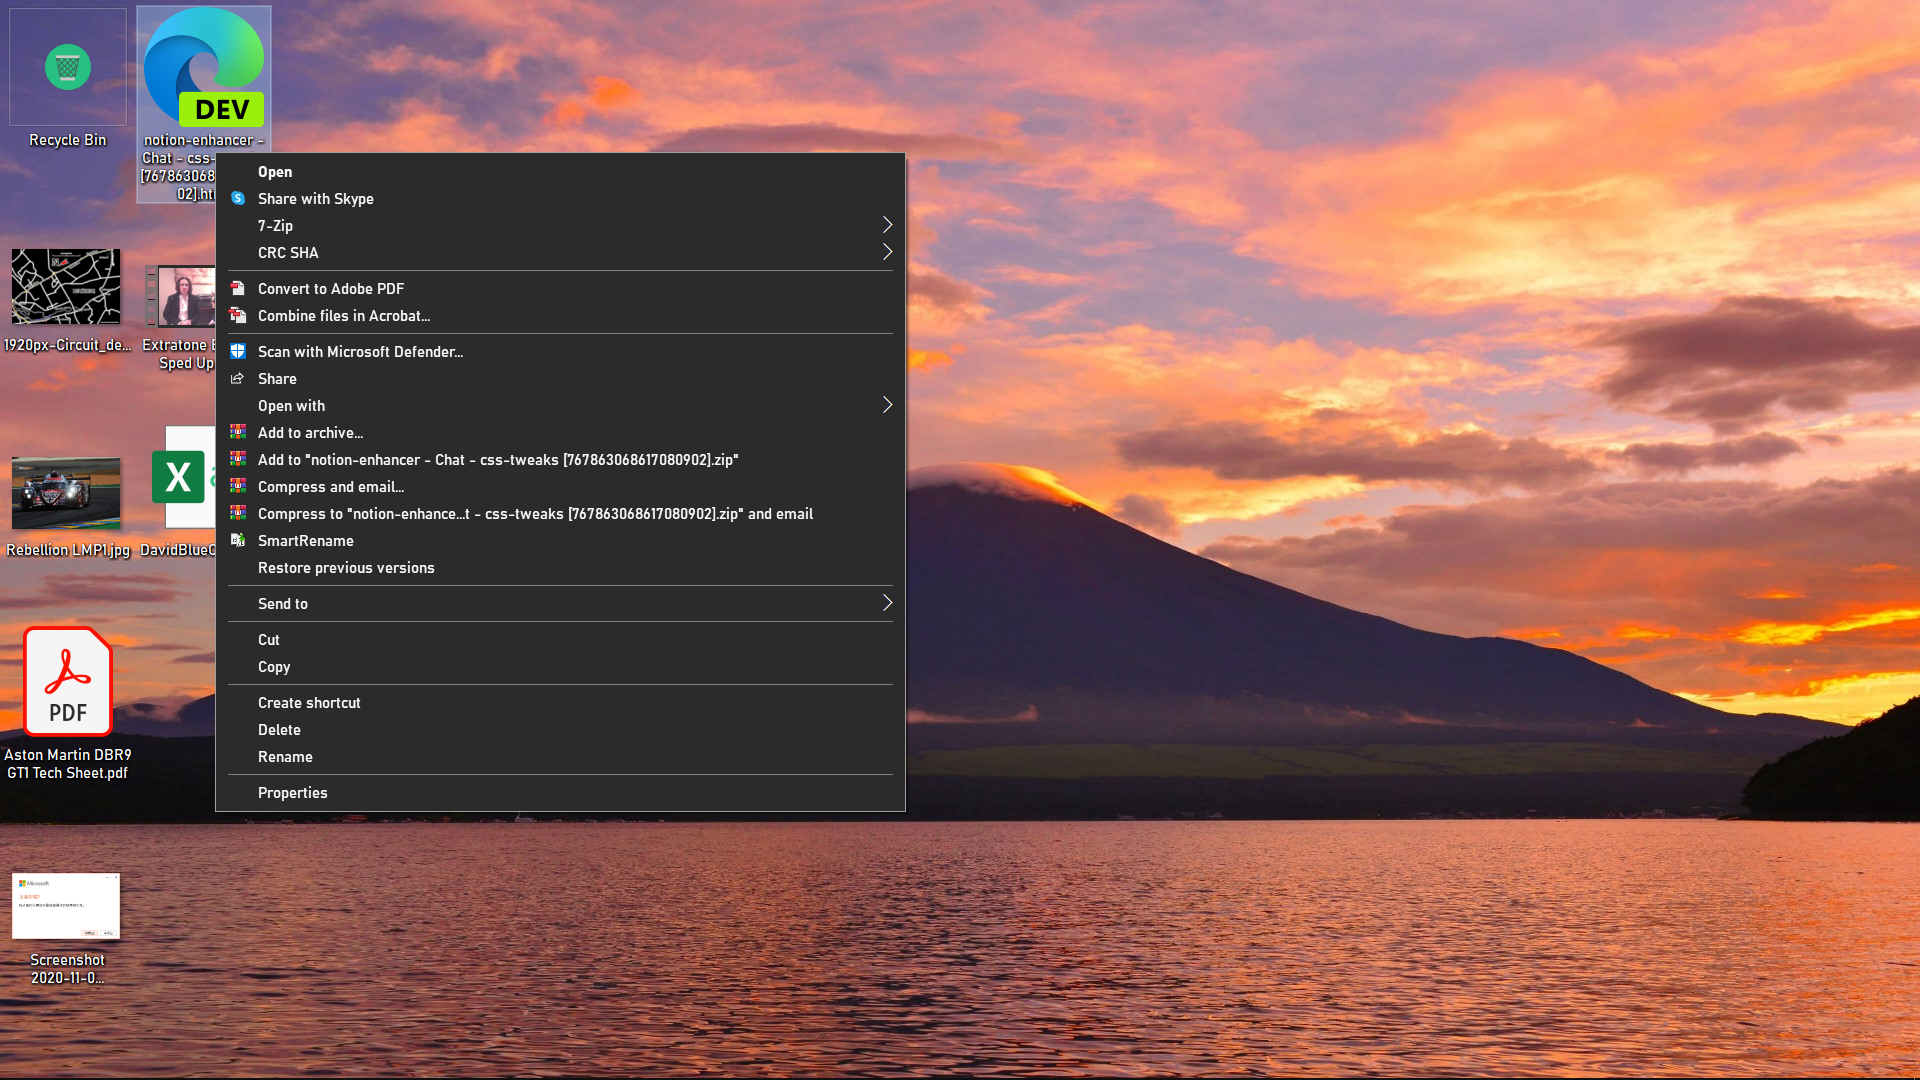 Recycle Bin
DEV
notion-enhancer -
Chat - css-
[767863068
02].ht
1920px-Circuit_de...
Extratone
Sped Up
Rebellion LMP1.jpg
X
DavidBlue
PDF
Aston Martin DBR9
GT1 Tech Sheet.pdf
Microsoft
Screenshot
2020-11-0...
Open
Share with Skype
7-Zip
CRC SHA
Convert to Adobe PDF
Combine files in Acrobat...
Scan with Microsoft Defender...
Share
Open with
Add to archive...
Add to "notion-enhancer - Chat - css-tweaks [767863068617080902].zip"
Compress and email...
Compress to "notion-enhance...t - css-tweaks [767863068617080902].zip" and email
SmartRename
Restore previous versions
Send to
Cut
Copy
Create shortcut
Delete
Rename
Properties